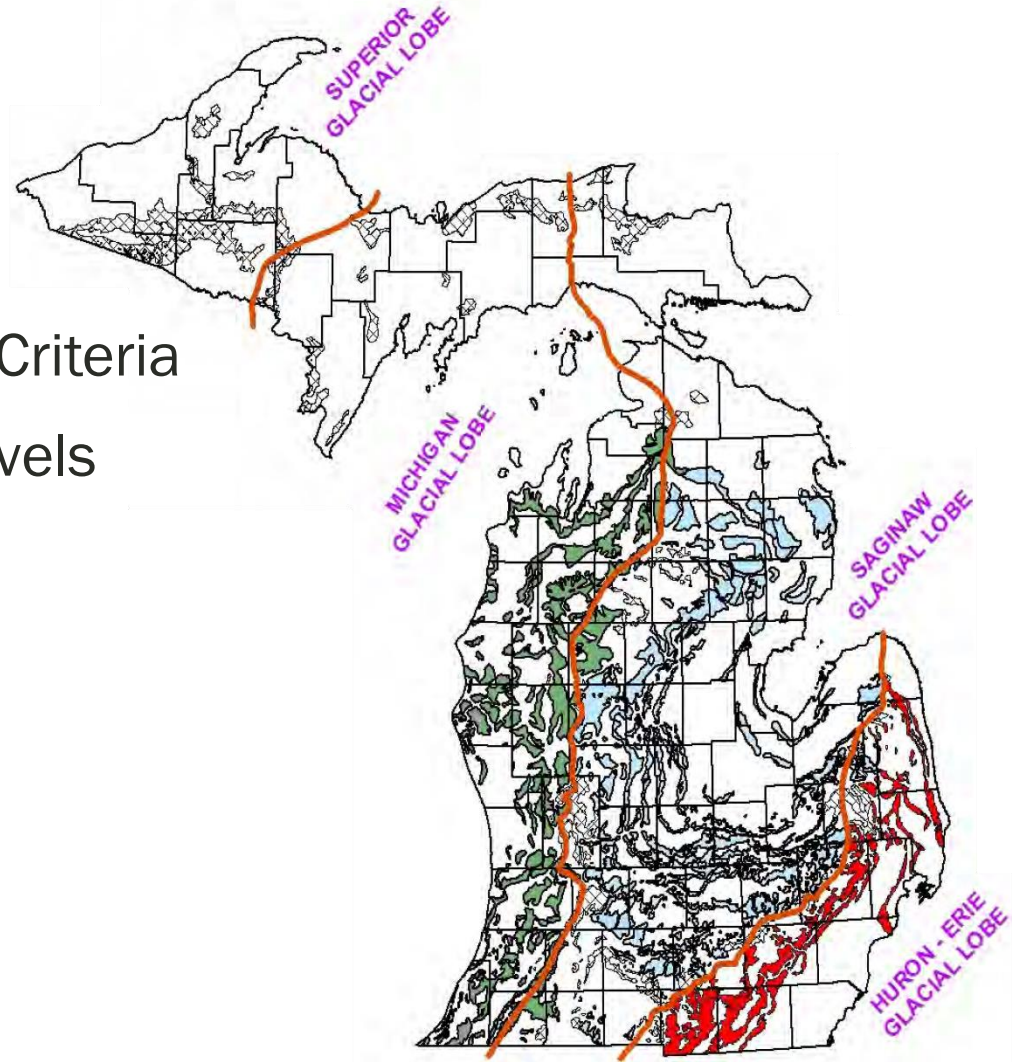 SUPERIOR
GLACIAL LOBE
Criteria
vels
MICHIGAN
GLACIAL LOBE
SAGINAW
GLACIAL LOBE
HURON - ERIE
GLACIAL LOBE